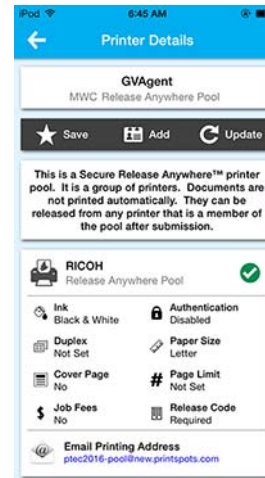 iPod 6:45 AM
Printer Details
GVAgent
MWC Release Anywhere Pool
Save Add Update
This is a Secure Release Anywhere™ printer
pool. It is a group of printers. Documents are
not printed automatically. They can be
released from any printer that is a member of
the pool after submission.
RICOH
Release Anywhere Pool
Ink Authentication
Black & White Disabled
Duplex Paper Size
Not Set Letter
Cover Page Page Limit
No Not Set
Job Fees Release Code
No Required
Email Printing Address
ptec2016-pool@new.printspots.com